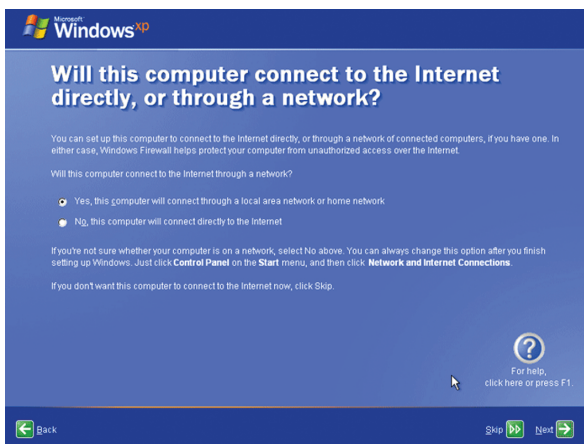 Microsoft
Windows xp
Will this computer connect to the Internet
directly, or through a network?
You can set up this computer to connect to the Internet directly, or through a network of connected computers, if you have one. In
either case, Windows Firewall helps protect your computer from unauthorized access over the Internet.
Will this computer connect to the Internet through a network?
Yes, this computer will connect through a local area network or home network
No, this computer will connect directly to the Internet
If you're not sure whether your computer is on a network, select No above. You can always change this option after you finish
setting up Windows. Just click Control Panel on the Start menu, and then click Network and Internet Connections.
If you don't want this computer to connect to the Internet now, click Skip.
?
For help,
click here or press F1.
Back
Skip
Next